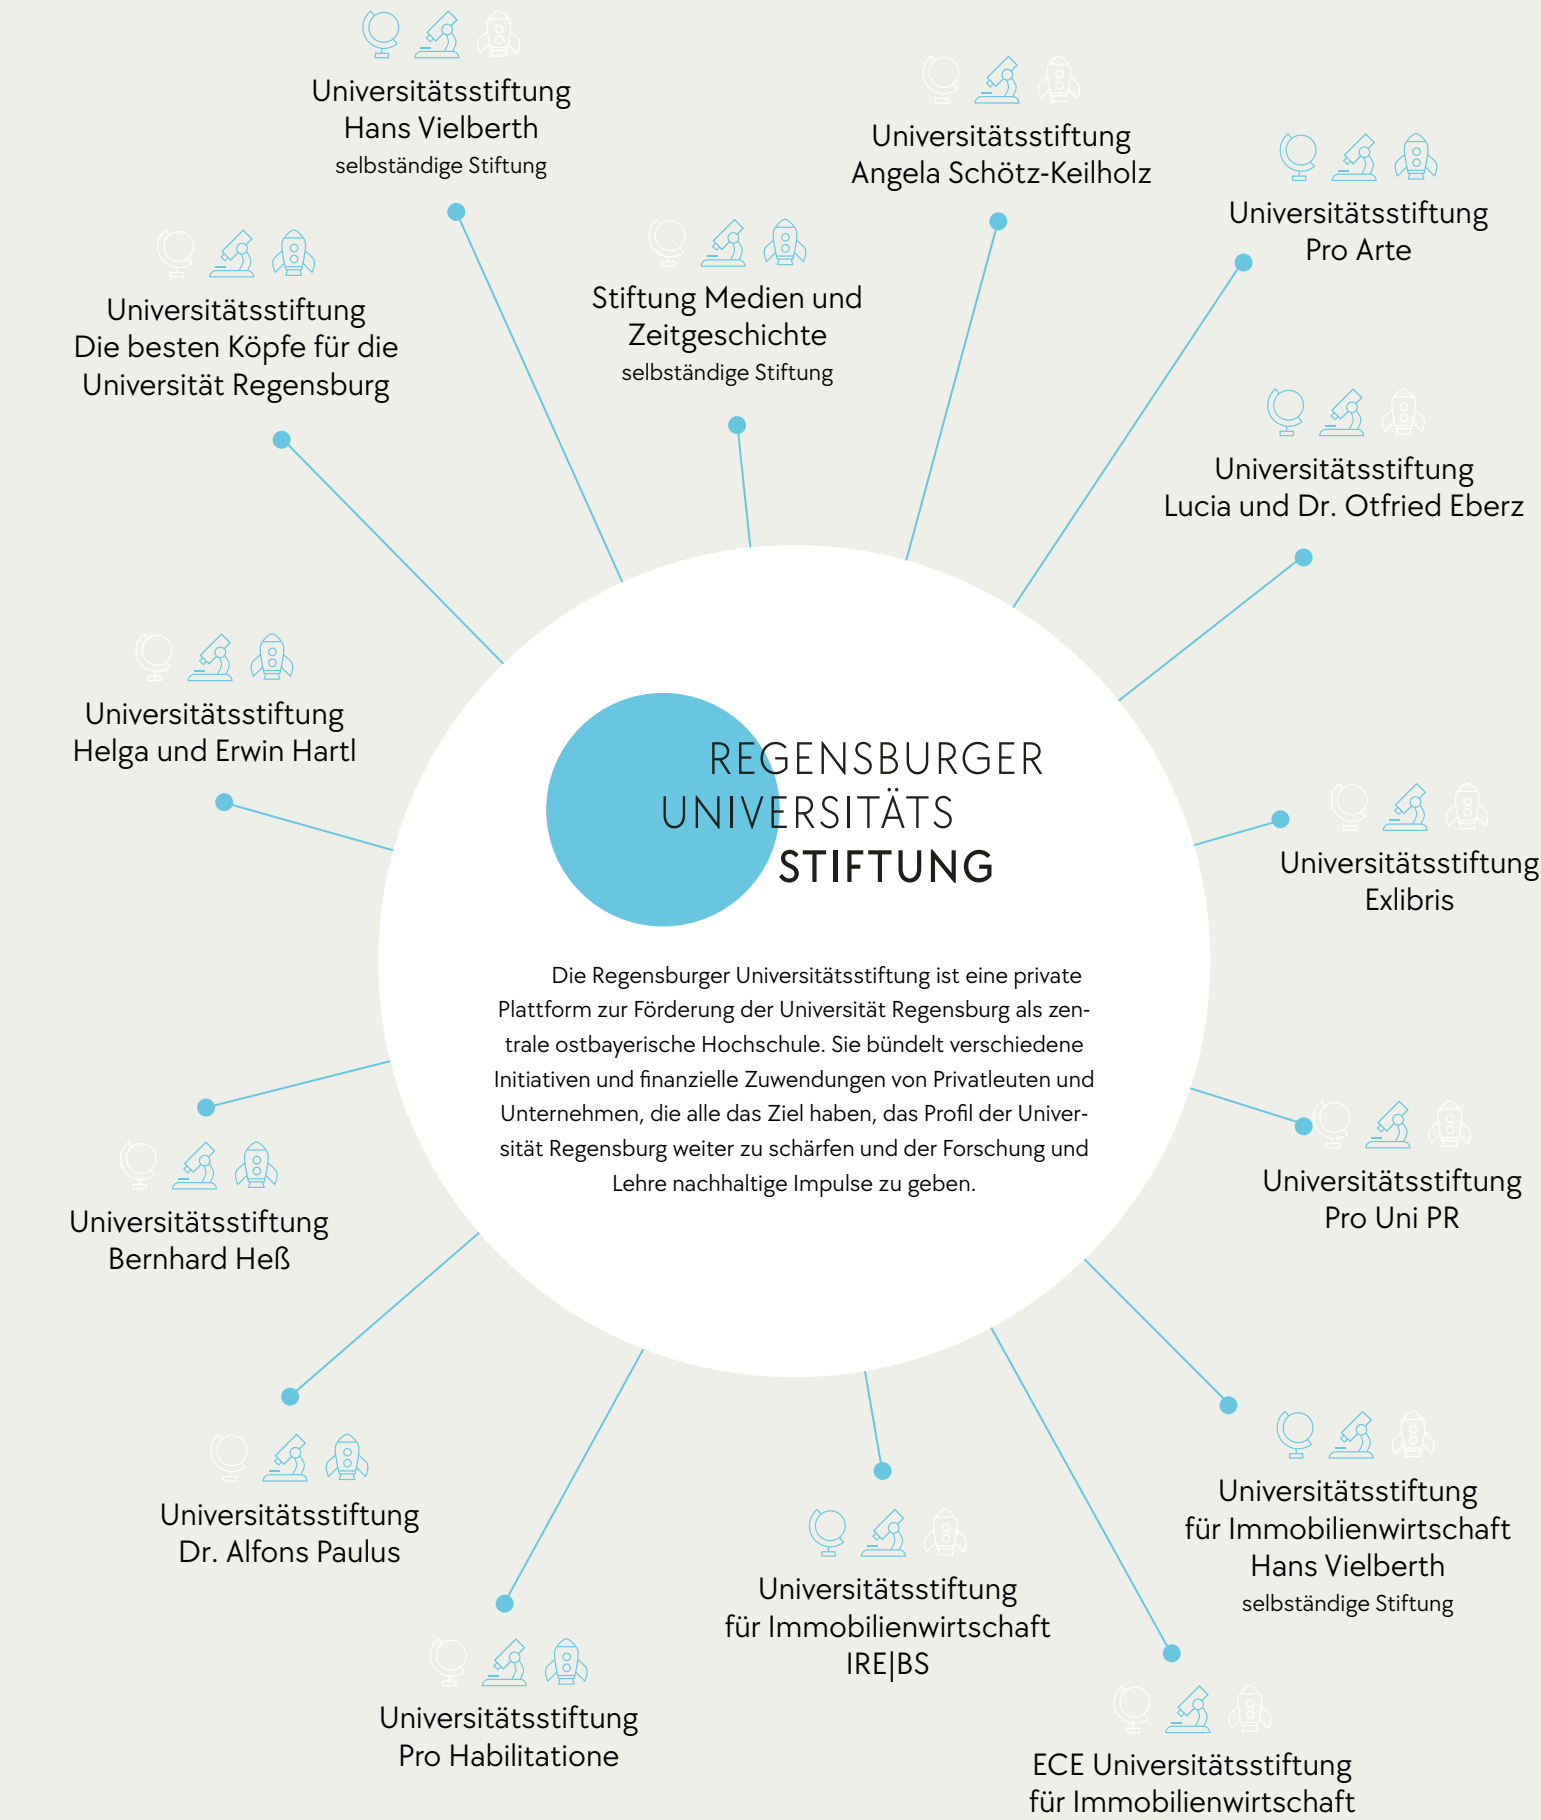 Universitätsstiftung
Hans Vielberth
selbständige Stiftung
Universitätsstiftung
Angela Schötz-Keilholz
Universitätsstiftung
Pro Arte
Universitätsstiftung
Die besten Köpfe für die
Universität Regensburg
Stiftung Medien und
Zeitgeschichte
selbständige Stiftung
Universitätsstiftung
Lucia und Dr. Otfried Eberz
Universitätsstiftung
Helga und Erwin Hartl
REGENSBURGER
UNIVERSITÄTS
STIFTUNG
Universitätsstiftung
Exlibris
Die Regensburger Universitätsstiftung ist eine private
Plattform zur Förderung der Universität Regensburg als zen-
trale ostbayerische Hochschule. Sie bündelt verschiedene
Initiativen und finanzielle Zuwendungen von Privatleuten und
Unternehmen, die alle das Ziel haben, das Profil der Univer-
sität Regensburg weiter zu schärfen und der Forschung und
Lehre nachhaltige Impulse zu geben.
Universitätsstiftung
Pro Uni PR
Universitätsstiftung
Bernhard Heß
Universitätsstiftung
Dr. Alfons Paulus
Universitätsstiftung
für Immobilienwirtschaft
Hans Vielberth
selbständige Stiftung
Universitätsstiftung
für Immobilienwirtschaft
IRE|BS
Universitätsstiftung
Pro Habilitatione
ECE Universitätsstiftung
für Immobilienwirtschaft